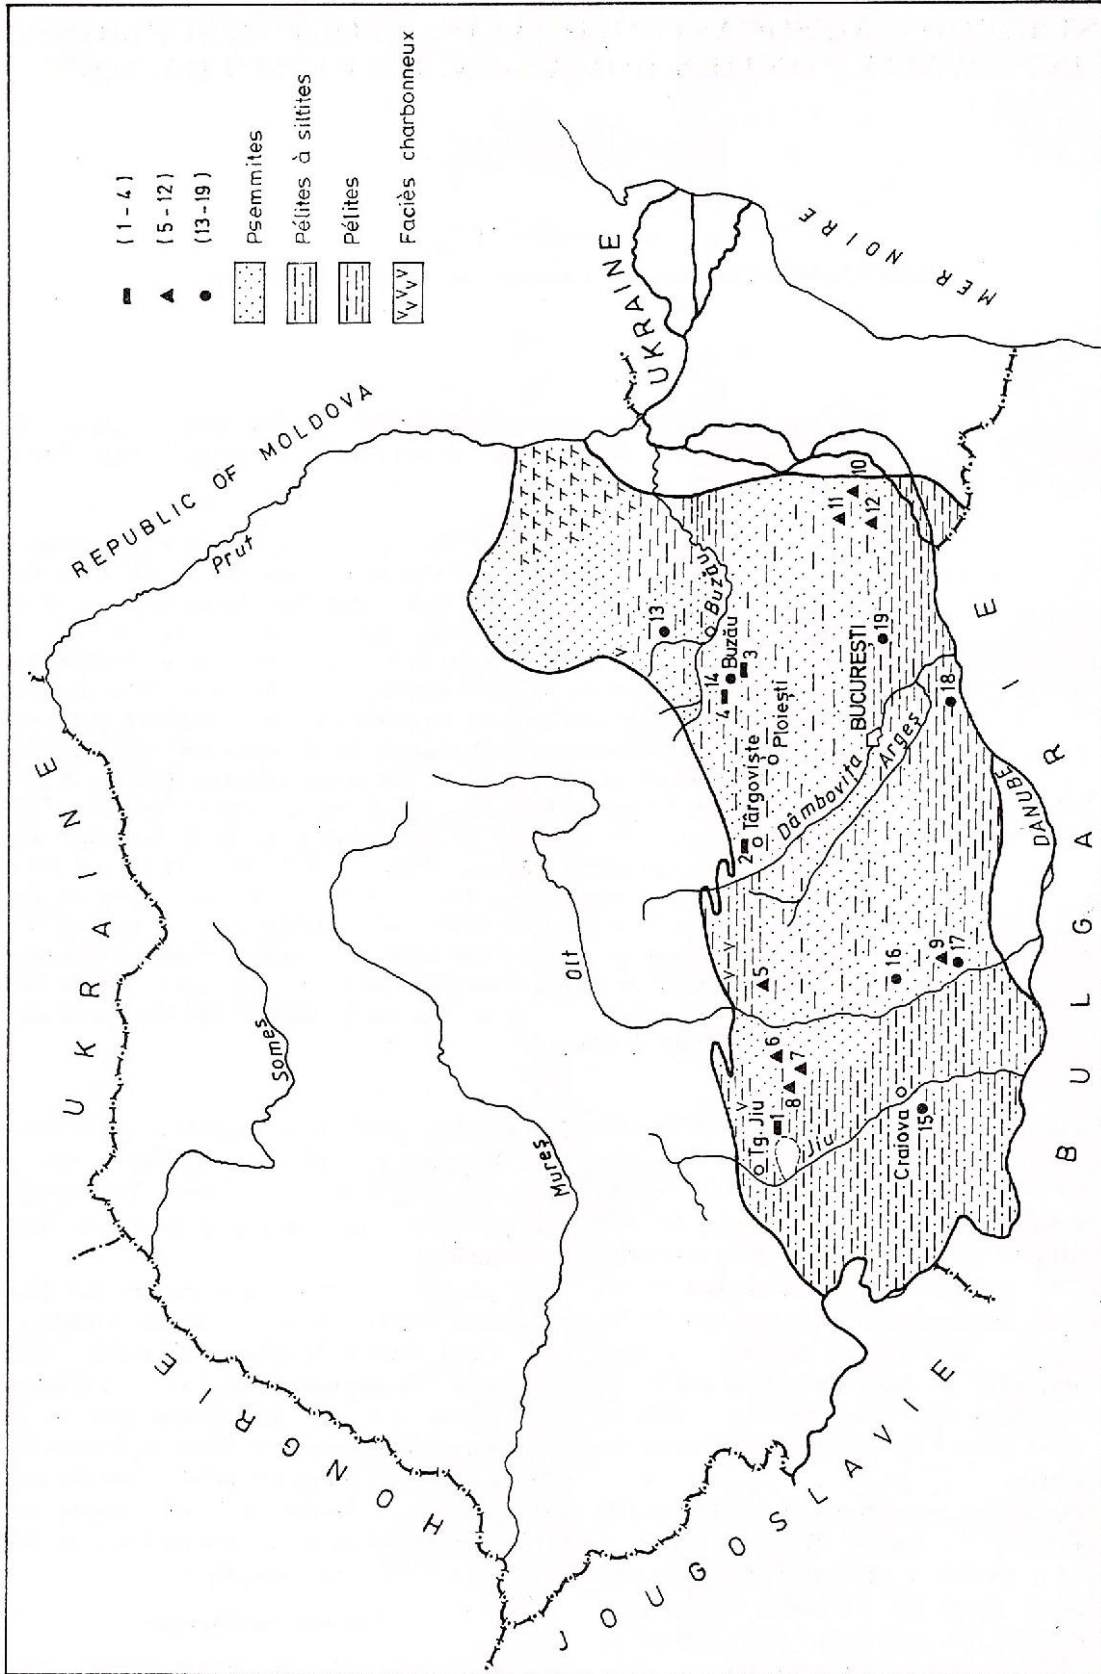 ( 1 - 4 )
( 5 - 12 )
(13-19)
Psemmites
Pélites à siltites
Pélites
Faciès charbonneux
V V V V
UKRAINE
REPUBLIC OF MOLDOVA
Prut
HONGRIE
Someș
Mureș
Olt
UKRAINE
MER NOIRE
JOUGOSLAVIE
BULGARIE
DANUBE
Tg. Jiu
Jiu
Craiova
Târgoviște
Ploiești
Dâmbovița
Argeș
BUCUREȘTI
Buzău
Buzău
1
2
3
4
5
6
7
8
9
10
11
12
13
14
15
16
17
18
19